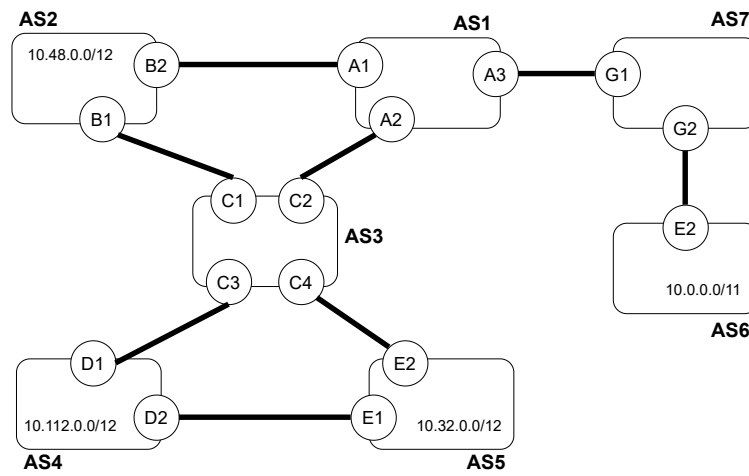 AS2
AS1
AS7
10.48.0.0/12
B2
A1
A3
G1
B1
A2
G2
C1
C2
AS3
E2
C3
C4
10.0.0.0/11
AS6
D1
E2
10.112.0.0/12
D2
E1
10.32.0.0/12
AS4
AS5